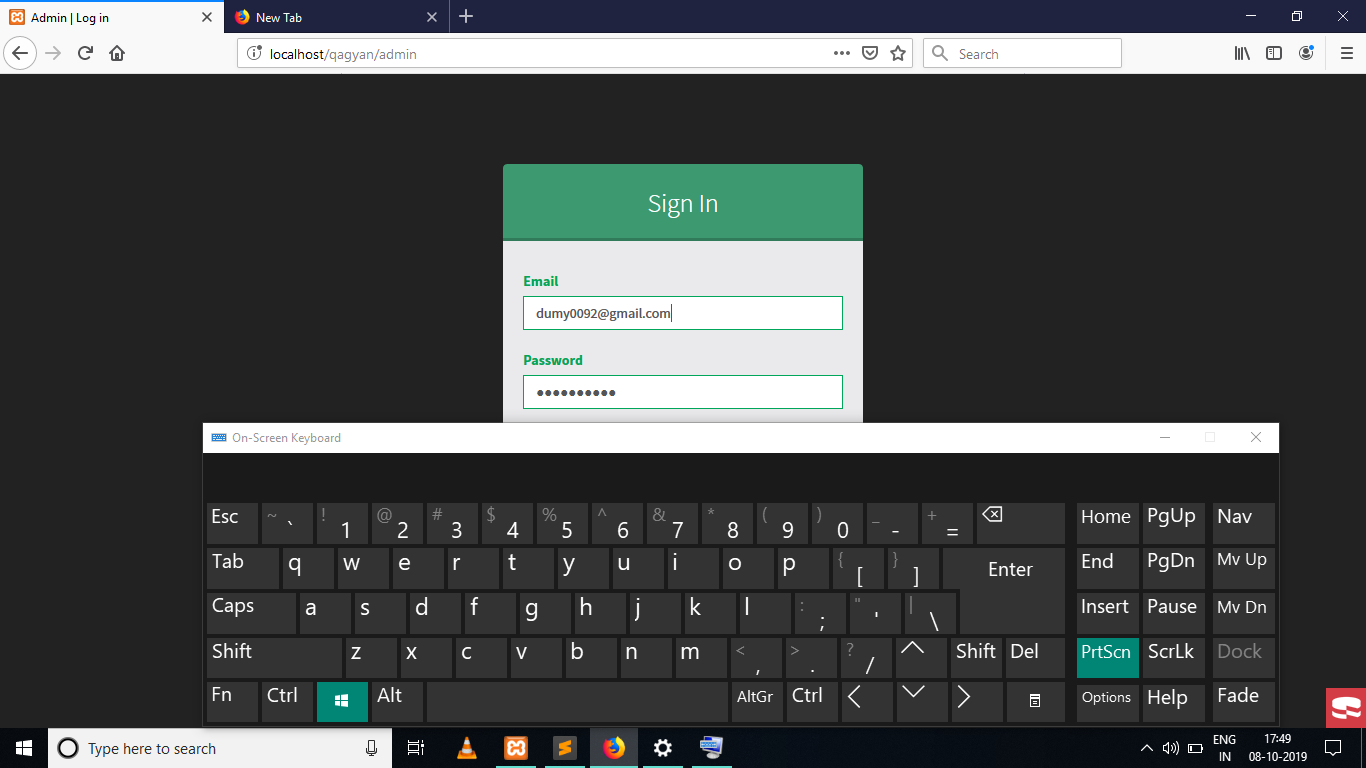 Admin | Log in
New Tab
localhost/qagyan/admin
Search
Sign In
Email
dumy0092@gmail.com
Password
On-Screen Keyboard
Esc ~ ` ! 1 @ 2 # 3 $ 4 % 5 ^ 6 & 7 * 8 ( 9 ) 0 _ - + = Home PgUp Nav
Tab q w e r t y u i o p { [ } ] Enter End PgDn Mv Up
Caps a s d f g h j k l : ; " ' | \ Insert Pause Mv Dn
Shift z x c v b n m < , > . ? / Shift Del PrtScn ScrLk Dock
Fn Ctrl Alt AltGr Ctrl Options Help Fade
Type here to search
ENG
IN
17:49
08-10-2019